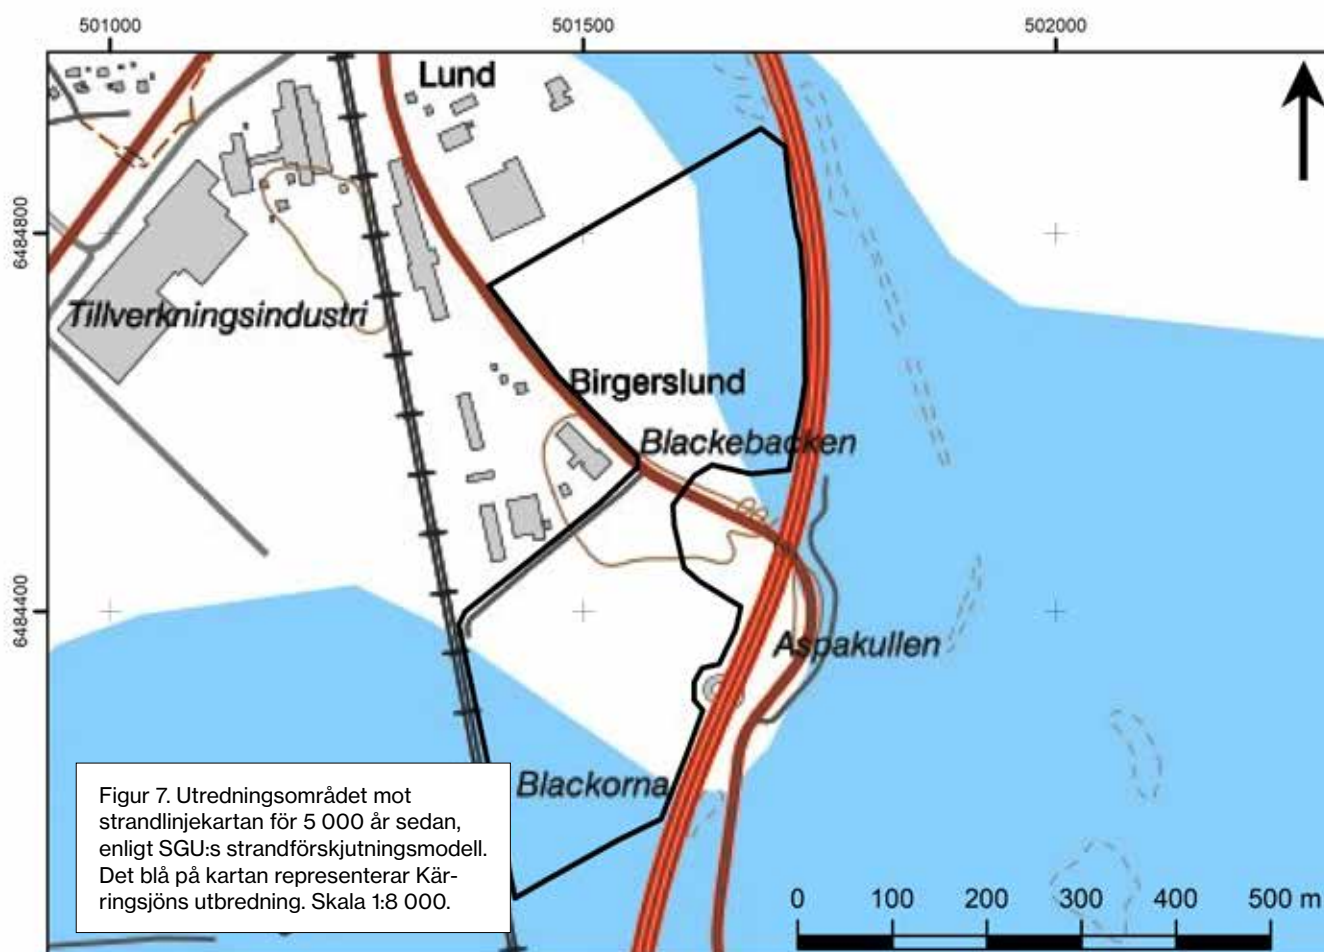 501000
501500
502000
Lund
6484800
Tillverkningsindustri
Birgerslund
Blackebacken
6484400
Aspakullen
Blackorna
Figur 7. Utredningsområdet mot
strandlinjekartan för 5 000 år sedan,
enligt SGU:s strandförskjutningsmodell.
Det blå på kartan representerar Kär-
ringsjöns utbredning. Skala 1:8 000.
0 100 200 300 400 500 m